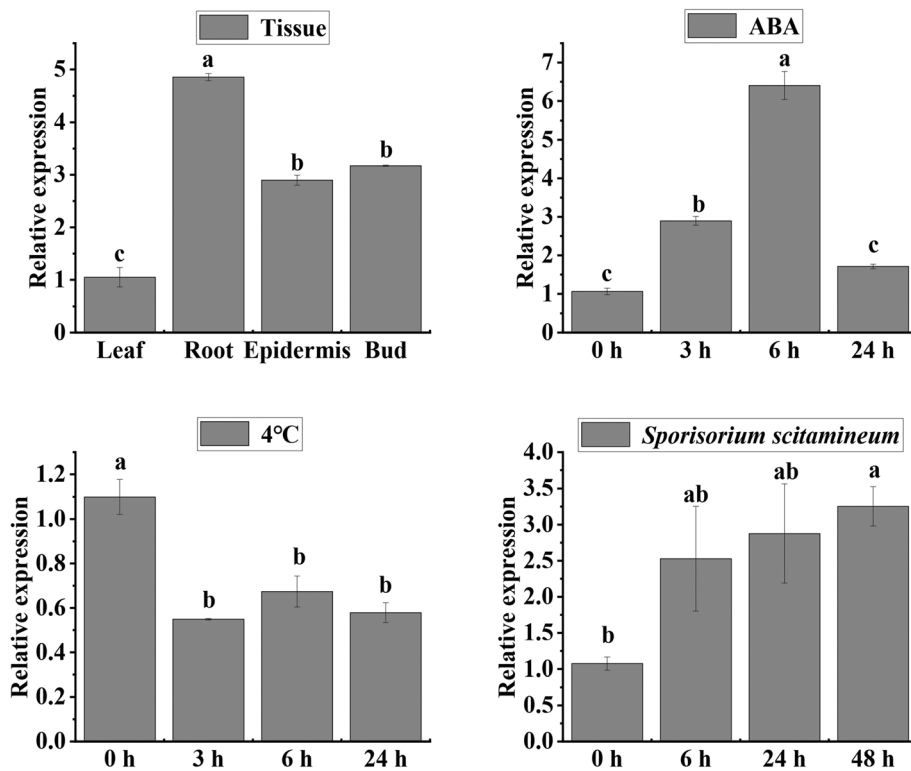 Tissue
Relative expression
5
4
3
2
1
0
a
b
b
c
Leaf Root Epidermis Bud
ABA
Relative expression
7
6
5
4
3
2
1
0
a
b
c
c
0 h 3 h 6 h 24 h
4°C
Relative expression
1.2
1.0
0.8
0.6
0.4
0.2
0.0
a
b
b
b
0 h 3 h 6 h 24 h
Sporisorium scitamineum
Relative expression
4.0
3.5
3.0
2.5
2.0
1.5
1.0
0.5
0.0
b
ab
ab
a
0 h 6 h 24 h 48 h